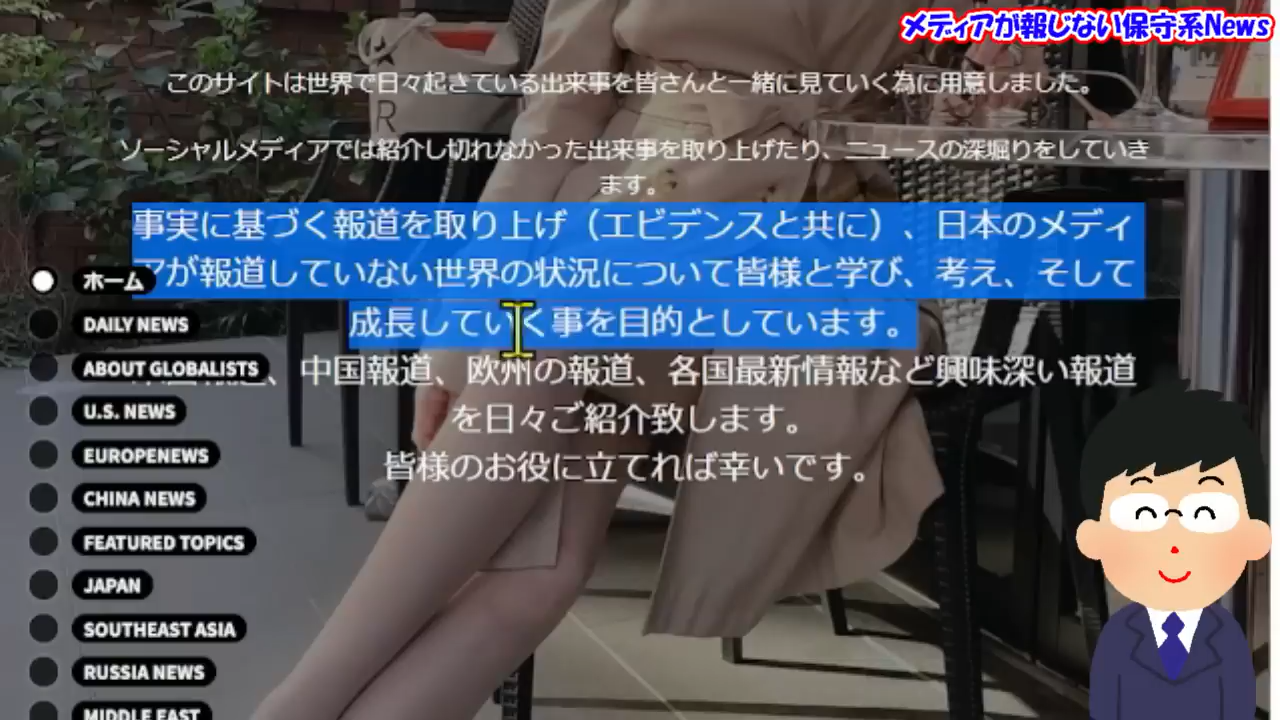 メディアが報じない保守系News
このサイトは世界で日々起きている出来事を皆さんと一緒に見ていく為に用意しました。
ソーシャルメディアでは紹介し切れなかった出来事を取り上げたり、ニュースの深堀りをしていき
ます。
事実に基づく報道を取り上げ（エビデンスと共に）、日本のメディ
アが報道していない世界の状況について皆様と学び、考え、そして
成長していく事を目的としています。
報道、中国報道、欧州の報道、各国最新情報など興味深い報道
を日々ご紹介致します。
皆様のお役に立てれば幸いです。
ホーム
DAILY NEWS
ABOUT GLOBALISTS
U.S. NEWS
EUROPENEWS
CHINA NEWS
FEATURED TOPICS
JAPAN
SOUTHEAST ASIA
RUSSIA NEWS
MIDDLE EAST
R